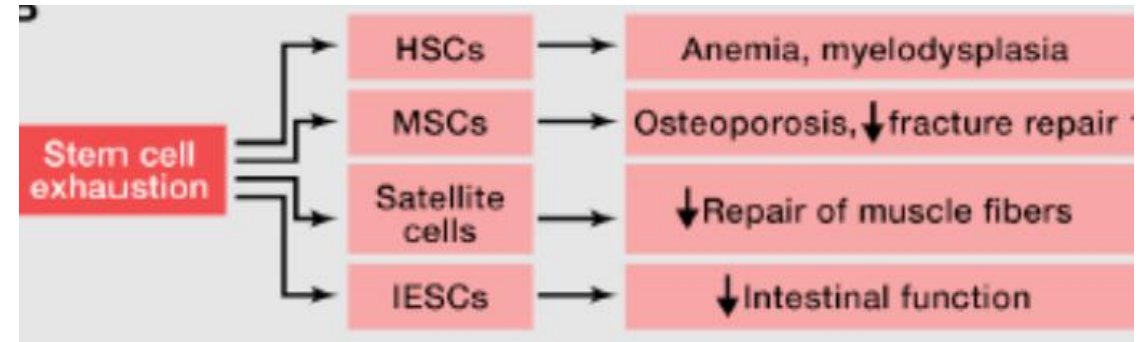 Stem cell
exhaustion
HSCs
Anemia, myelodysplasia
MSCs
Osteoporosis, ↓fracture repair
Satellite
cells
↓Repair of muscle fibers
IESCs
↓Intestinal function